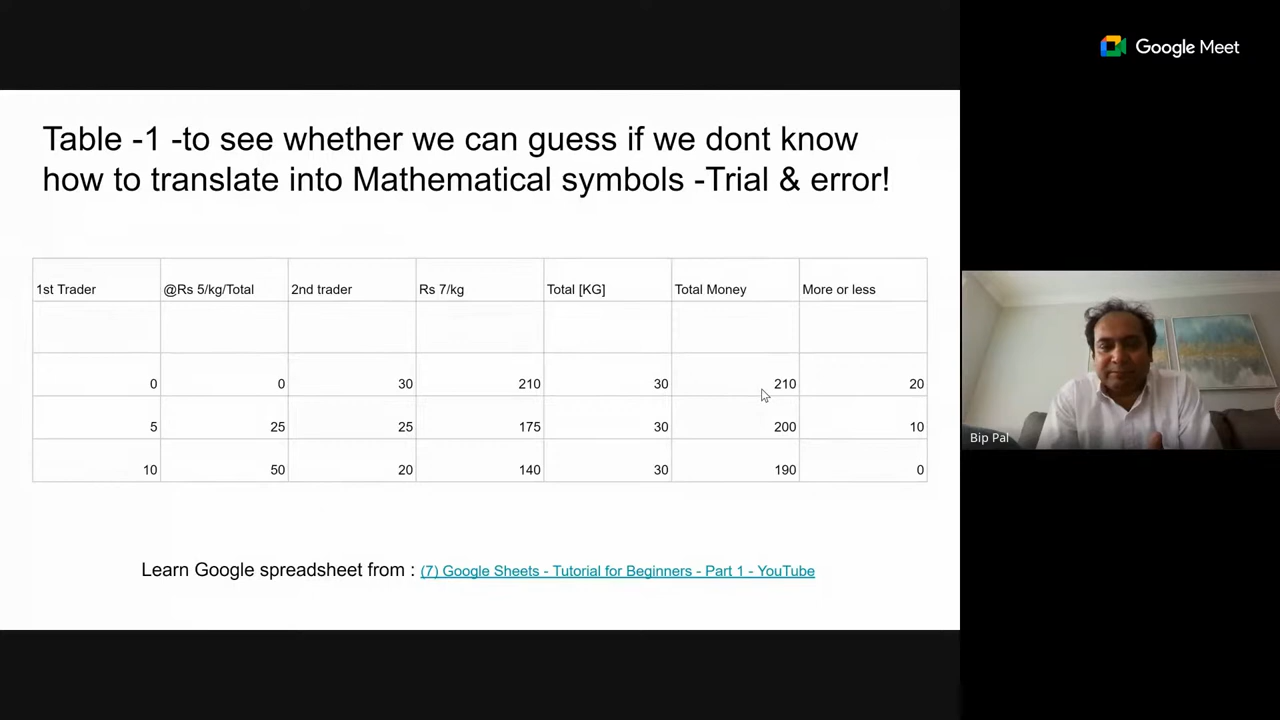 Google Meet
Table -1 -to see whether we can guess if we dont know
how to translate into Mathematical symbols -Trial & error!
1st Trader @Rs 5/kg/Total 2nd trader Rs 7/kg Total [KG] Total Money More or less
0 0 30 210 30 210 20
5 25 25 175 30 200 10
10 50 20 140 30 190 0
Bip Pal
Learn Google spreadsheet from : (7) Google Sheets - Tutorial for Beginners - Part 1 - YouTube